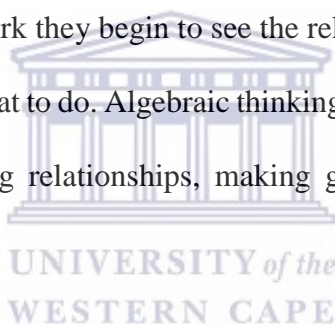 rk they begin to see the rel
at to do. Algebraic thinking
g relationships, making g
UNIVERSITY of the
WESTERN CAPE